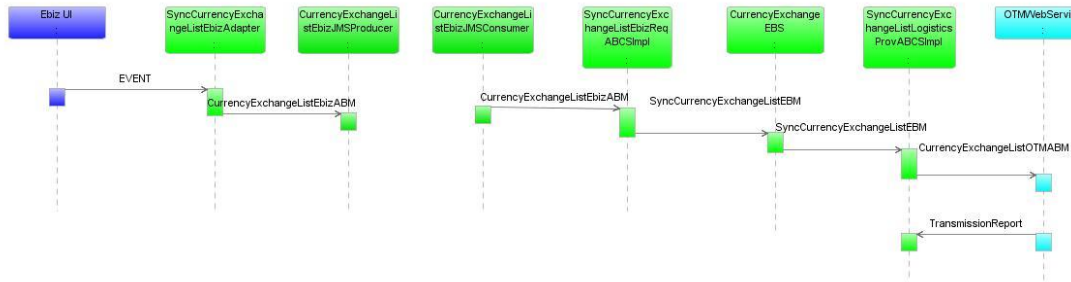 Ebiz UI
SyncCurrencyExcha
ngeListEbizAdapter
CurrencyExchangeLi
stEbizJMSProducer
CurrencyExchangeLi
stEbizJMSConsumer
SyncCurrencyExc
hangeListEbizReq
ABCSImpl
CurrencyExchange
EBS
SyncCurrencyExc
hangeListLogistics
ProvABCSImpl
OTMWebServi
EVENT
CurrencyExchangeListEbizABM
CurrencyExchangeListEbizABM
SyncCurrencyExchangeListEBM
SyncCurrencyExchangeListEBM
CurrencyExchangeListOTMABM
TransmissionReport